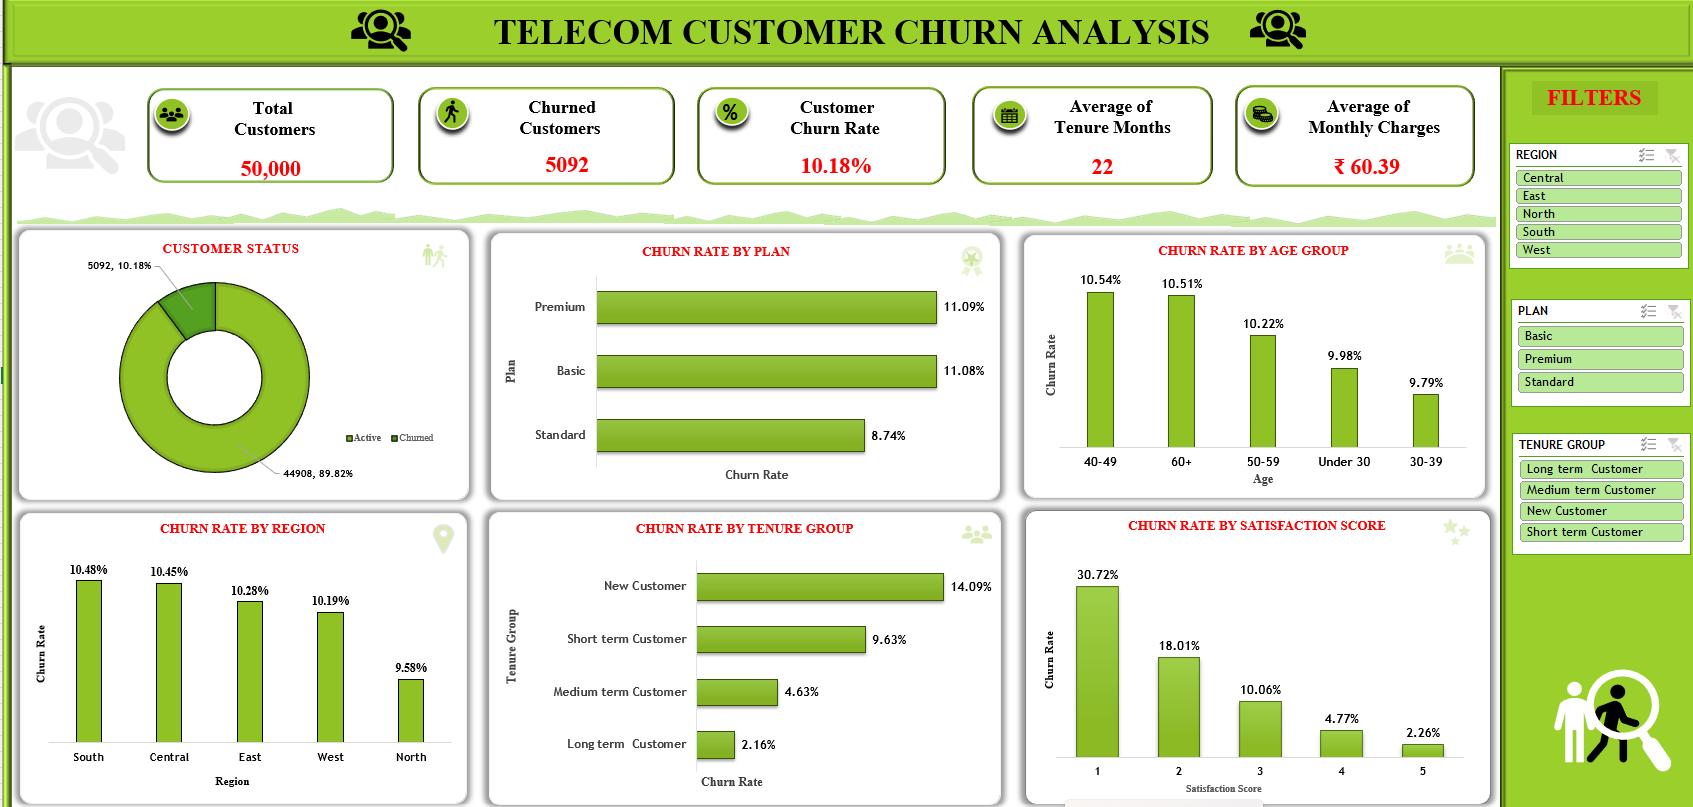 TELECOM CUSTOMER CHURN ANALYSIS
Total
Customers
50,000
Churned
Customers
5092
%
Customer
Churn Rate
10.18%
Average of
Tenure Months
22
Average of
Monthly Charges
₹ 60.39
FILTERS
REGION
Central
East
North
South
West
PLAN
Basic
Premium
Standard
TENURE GROUP
Long term  Customer
Medium term Customer
New Customer
Short term Customer
CUSTOMER STATUS
5092, 10.18%
Active
Churned
44908, 89.82%
CHURN RATE BY PLAN
Plan
Premium
11.09%
Basic
11.08%
Standard
8.74%
Churn Rate
CHURN RATE BY AGE GROUP
Churn Rate
10.54%
10.51%
10.22%
9.98%
9.79%
40-49
60+
50-59
Under 30
30-39
Age
CHURN RATE BY REGION
Churn Rate
10.48%
10.45%
10.28%
10.19%
9.58%
South
Central
East
West
North
Region
CHURN RATE BY TENURE GROUP
Tenure Group
New Customer
14.09%
Short term Customer
9.63%
Medium term Customer
4.63%
Long term  Customer
2.16%
Churn Rate
CHURN RATE BY SATISFACTION SCORE
Churn Rate
30.72%
18.01%
10.06%
4.77%
2.26%
1
2
3
4
5
Satisfaction Score